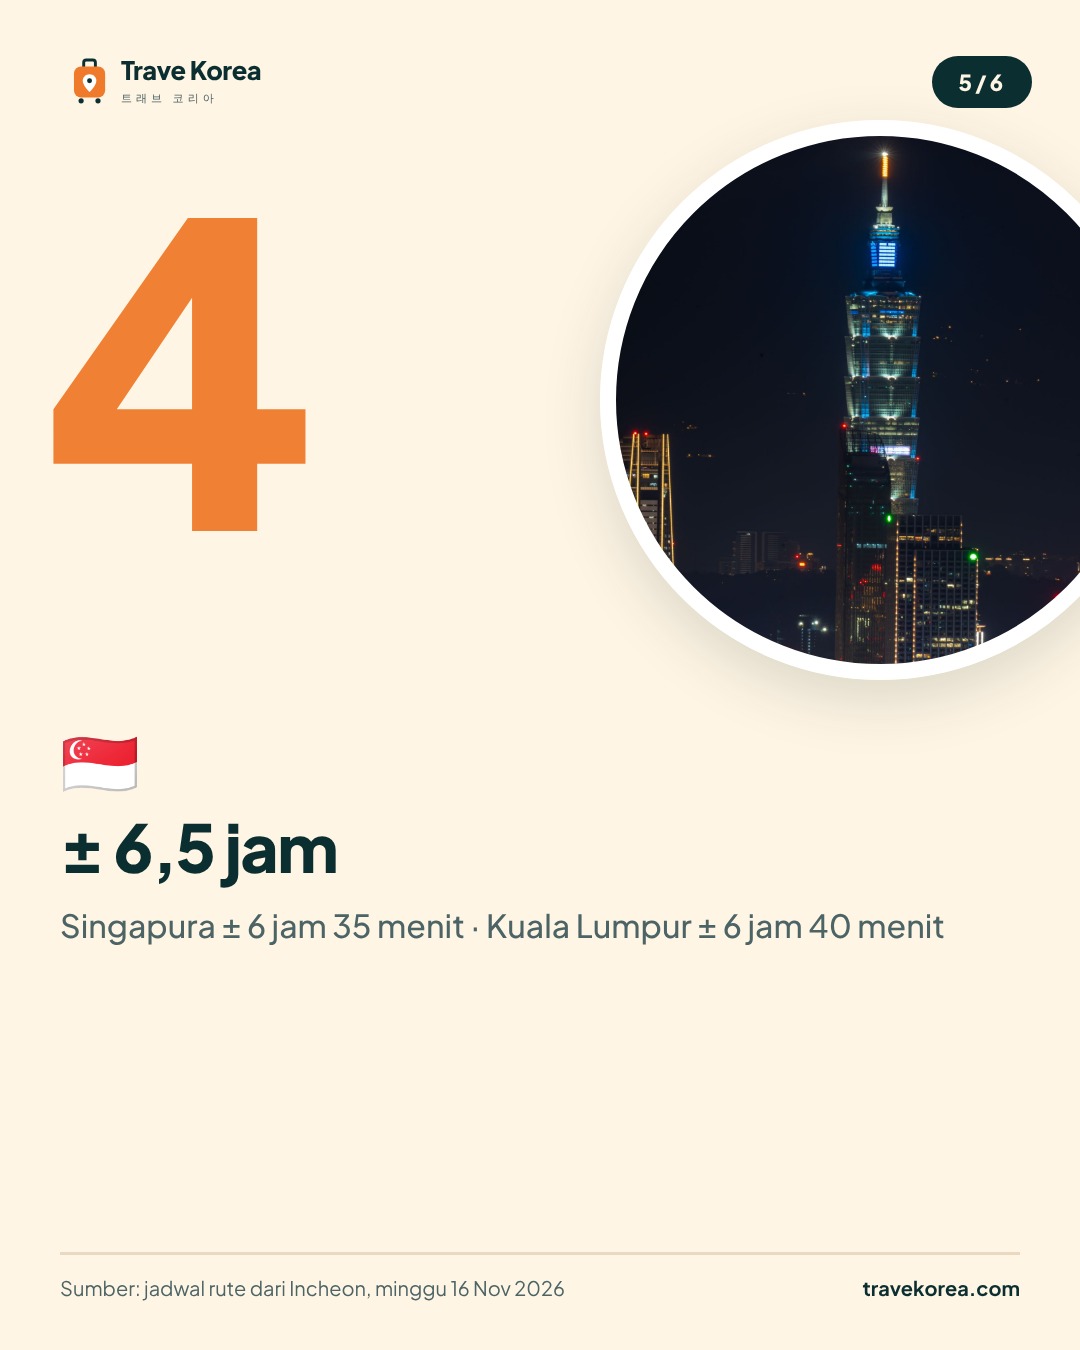 Trave Korea
트래브 코리아
5 / 6
4
± 6,5 jam
Singapura ± 6 jam 35 menit · Kuala Lumpur ± 6 jam 40 menit
Sumber: jadwal rute dari Incheon, minggu 16 Nov 2026
travekorea.com